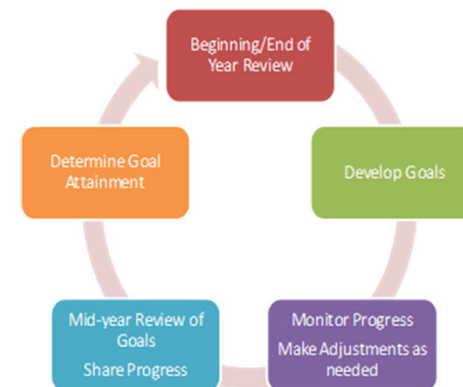 Beginning/End of
Year Review
Develop Goals
Monitor Progress
Make Adjustments as
needed
Mid-year Review of
Goals
Share Progress
Determine Goal
Attainment